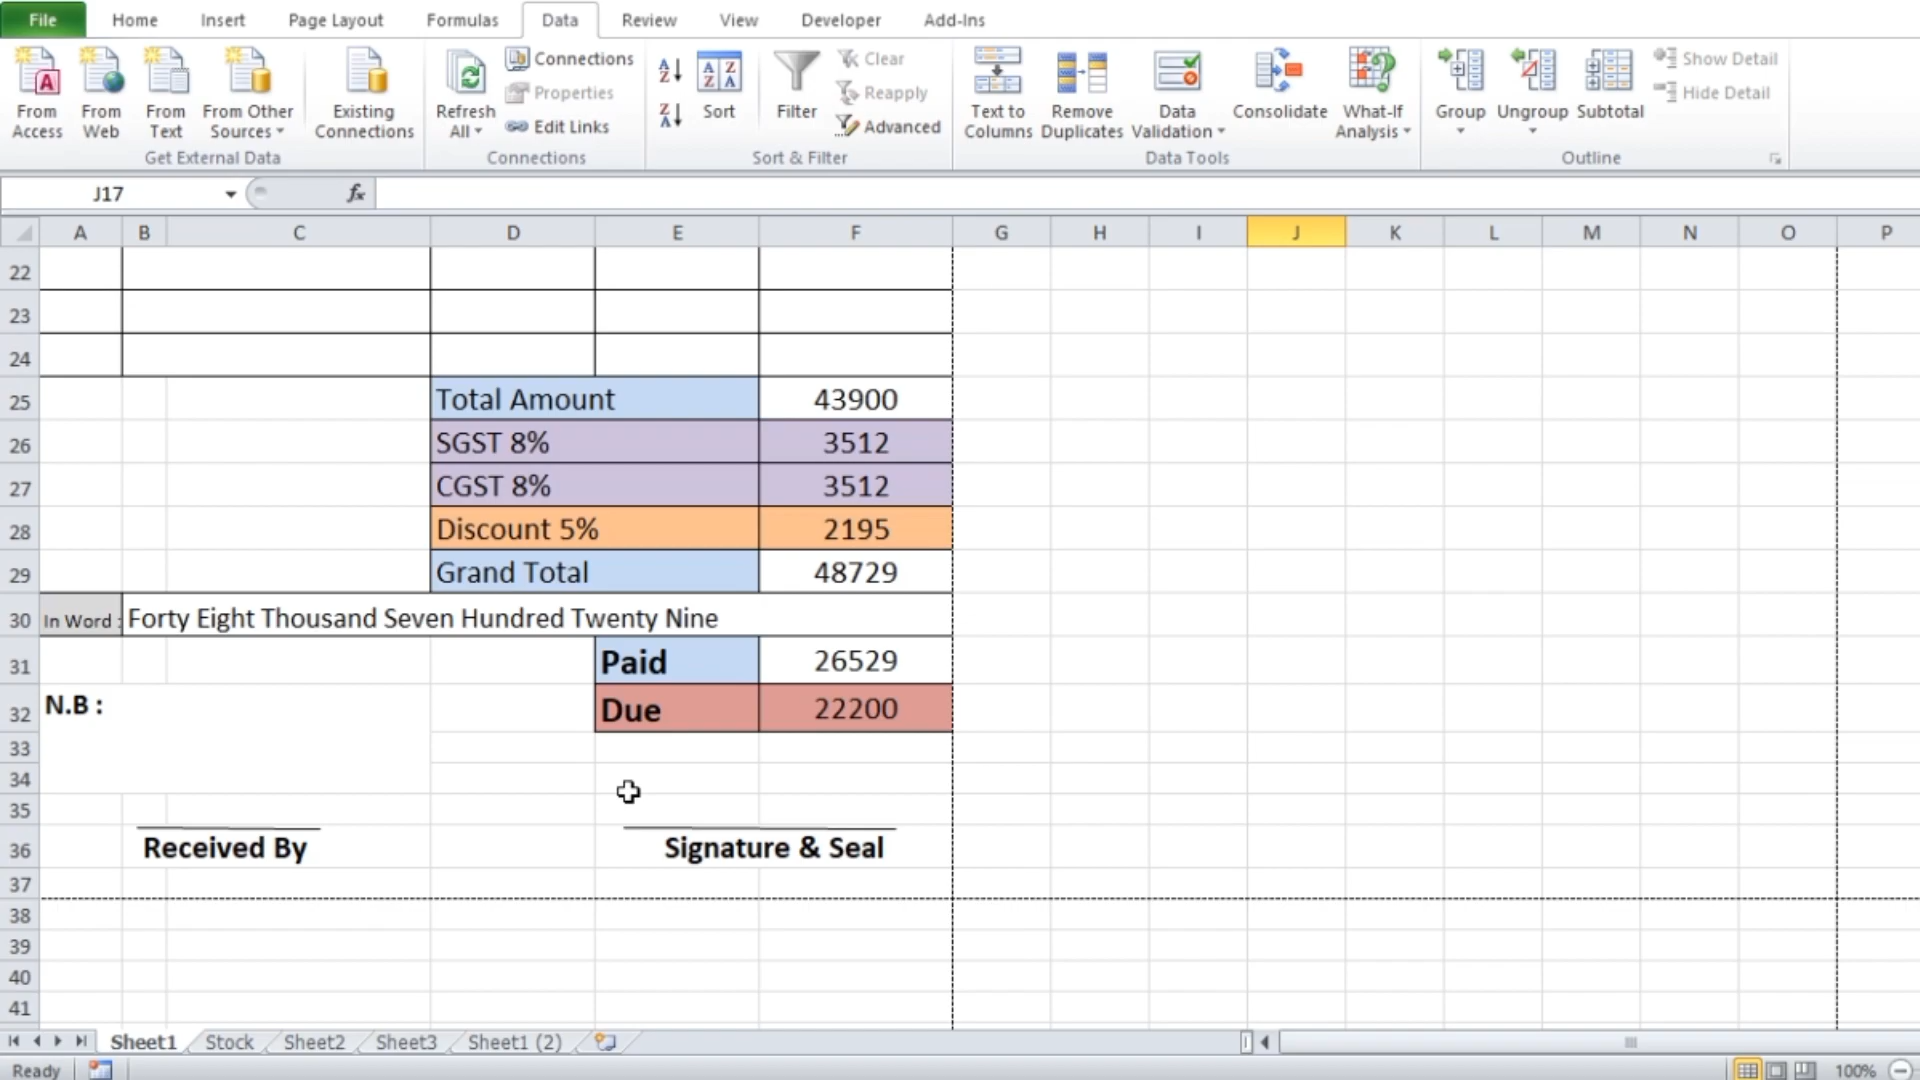 File Home Insert Page Layout Formulas Data Review View Developer Add-Ins
From Access From Web From Text From Other Sources Existing Connections Refresh All Connections Properties Edit Links Sort Filter Clear Reapply Advanced Text to Columns Remove Duplicates Data Validation Consolidate What-If Analysis Group Ungroup Subtotal Show Detail Hide Detail
Get External Data Connections Sort & Filter Data Tools Outline
J17 fx
A B C D E F G H I J K L M N O P
22
23
24
25 Total Amount 43900
26 SGST 8% 3512
27 CGST 8% 3512
28 Discount 5% 2195
29 Grand Total 48729
30 In Word : Forty Eight Thousand Seven Hundred Twenty Nine
31 Paid 26529
32 N.B : Due 22200
33
34
35
36 Received By Signature & Seal
37
38
39
40
41
Sheet1 Stock Sheet2 Sheet3 Sheet1 (2)
Ready 100%